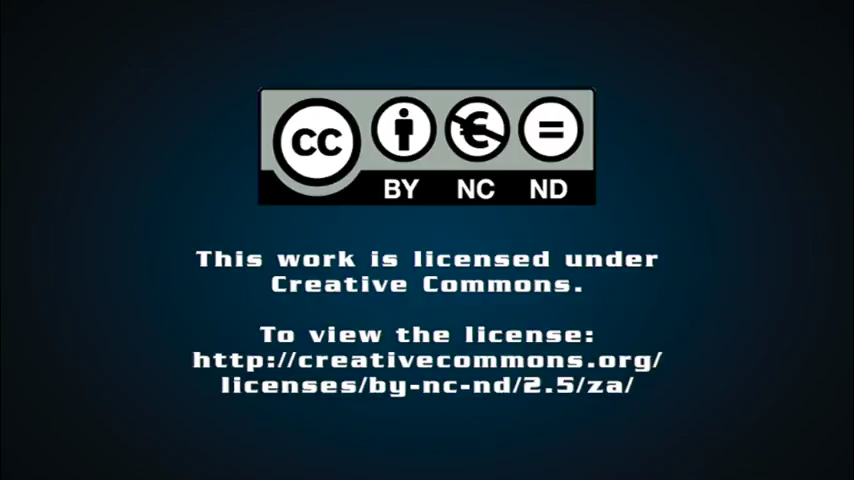 CC
BY NC ND
This work is licensed under
Creative Commons.
To view the license:
http://creativecommons.org/
licenses/by-nc-nd/2.5/za/